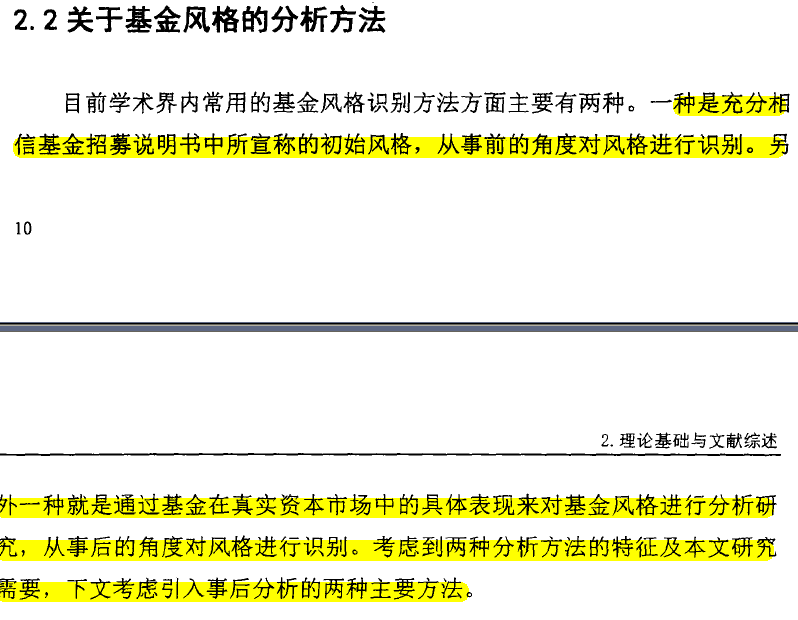 2.2 关于基金风格的分析方法
目前学术界内常用的基金风格识别方法方面主要有两种。一种是充分相
信基金招募说明书中所宣称的初始风格，从事前的角度对风格进行识别。另
10
2.理论基础与文献综述
外一种就是通过基金在真实资本市场中的具体表现来对基金风格进行分析研
究，从事后的角度对风格进行识别。考虑到两种分析方法的特征及本文研究
需要，下文考虑引入事后分析的两种主要方法。